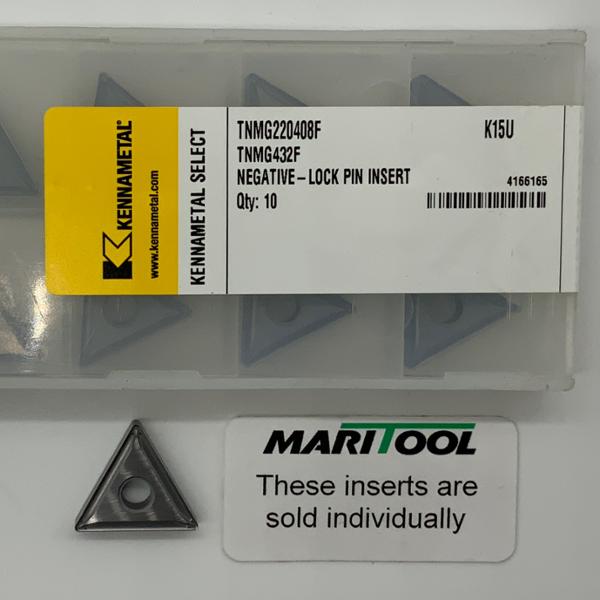 KENNAMETAL
www.kennametal.com
KENNAMETAL SELECT
TNMG220408F K15U
TNMG432F
NEGATIVE-LOCK PIN INSERT 4166165
Qty: 10
MARITOOL
These inserts are
sold individually